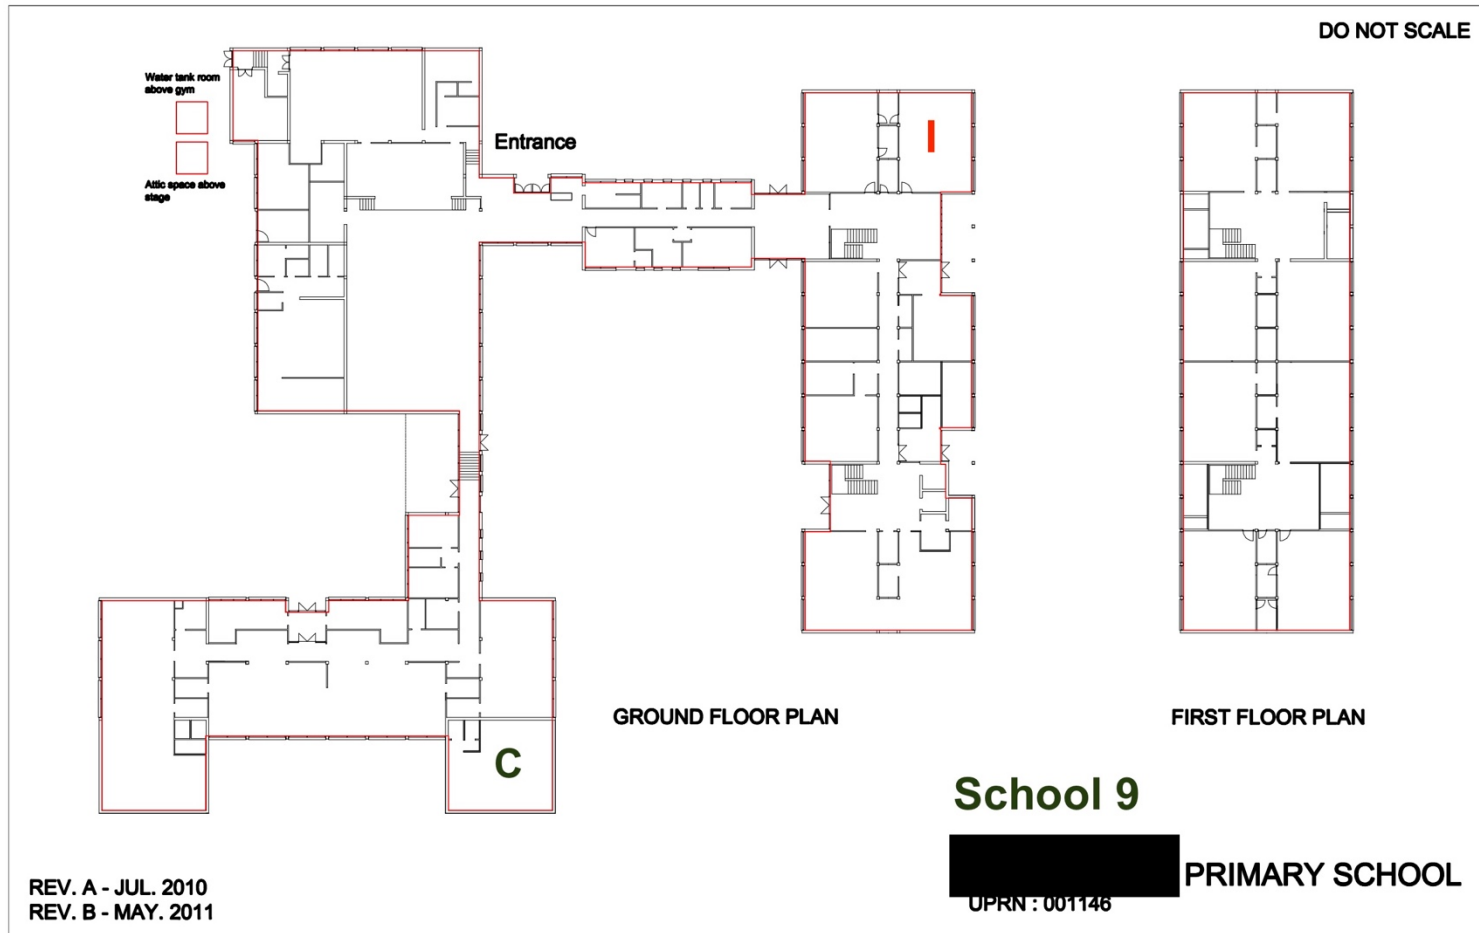 DO NOT SCALE
Water tank room
above gym
Entrance
I
Attic space above
stage
GROUND FLOOR PLAN
FIRST FLOOR PLAN
C
School 9
PRIMARY SCHOOL
UPRN : 001146
REV. A - JUL. 2010
REV. B - MAY. 2011